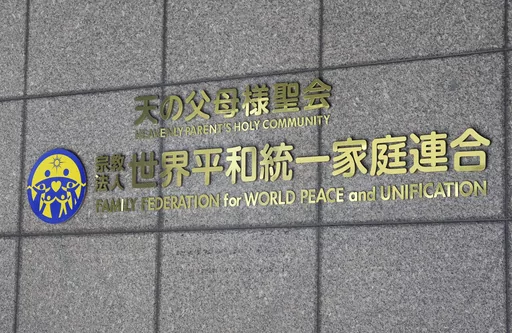 天の父母様聖会
HEAVENLY PARENT'S HOLY COMMUNITY
宗教法人 世界平和統一家庭連合
FAMILY FEDERATION for WORLD PEACE and UNIFICATION